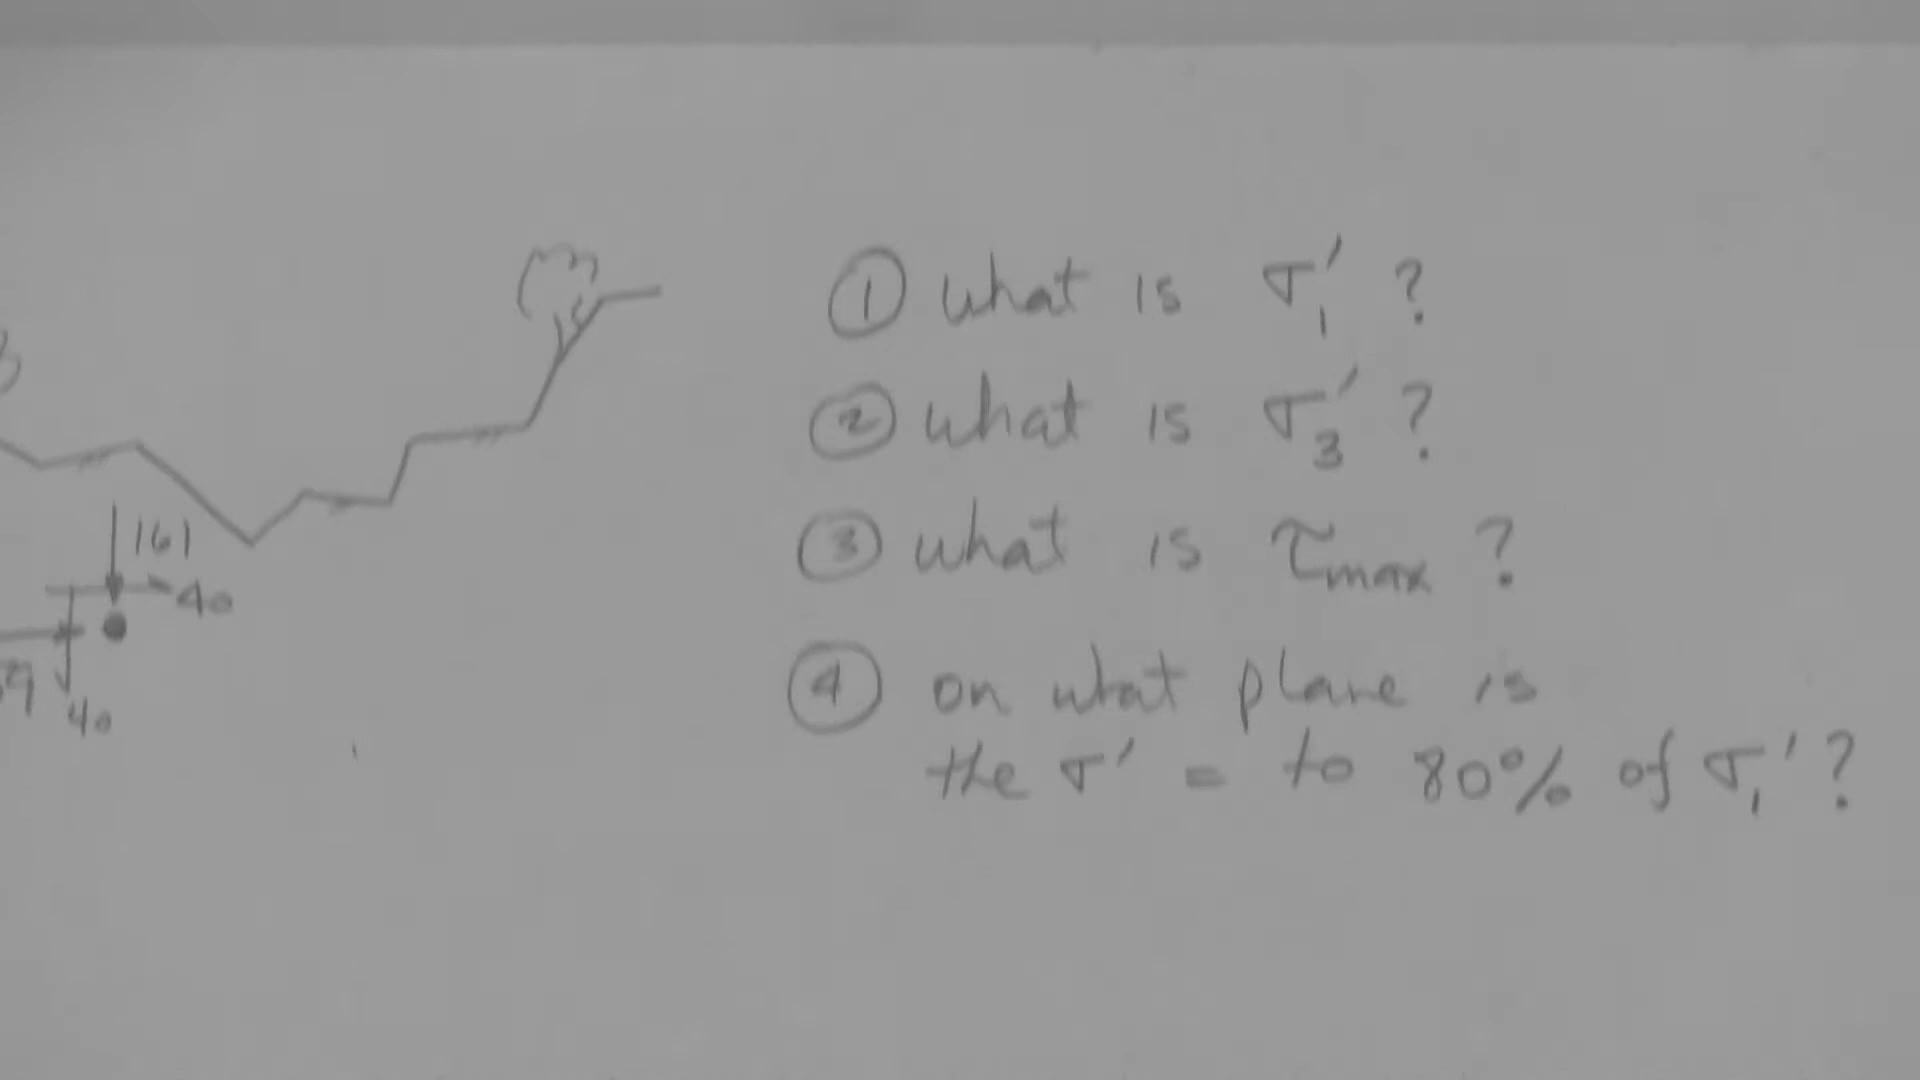 ① what is σ₁' ?
② what is σ₃' ?
③ what is τmax ?
④ on what plane is
the σ' = to 80% of σ₁' ?
161
40
40